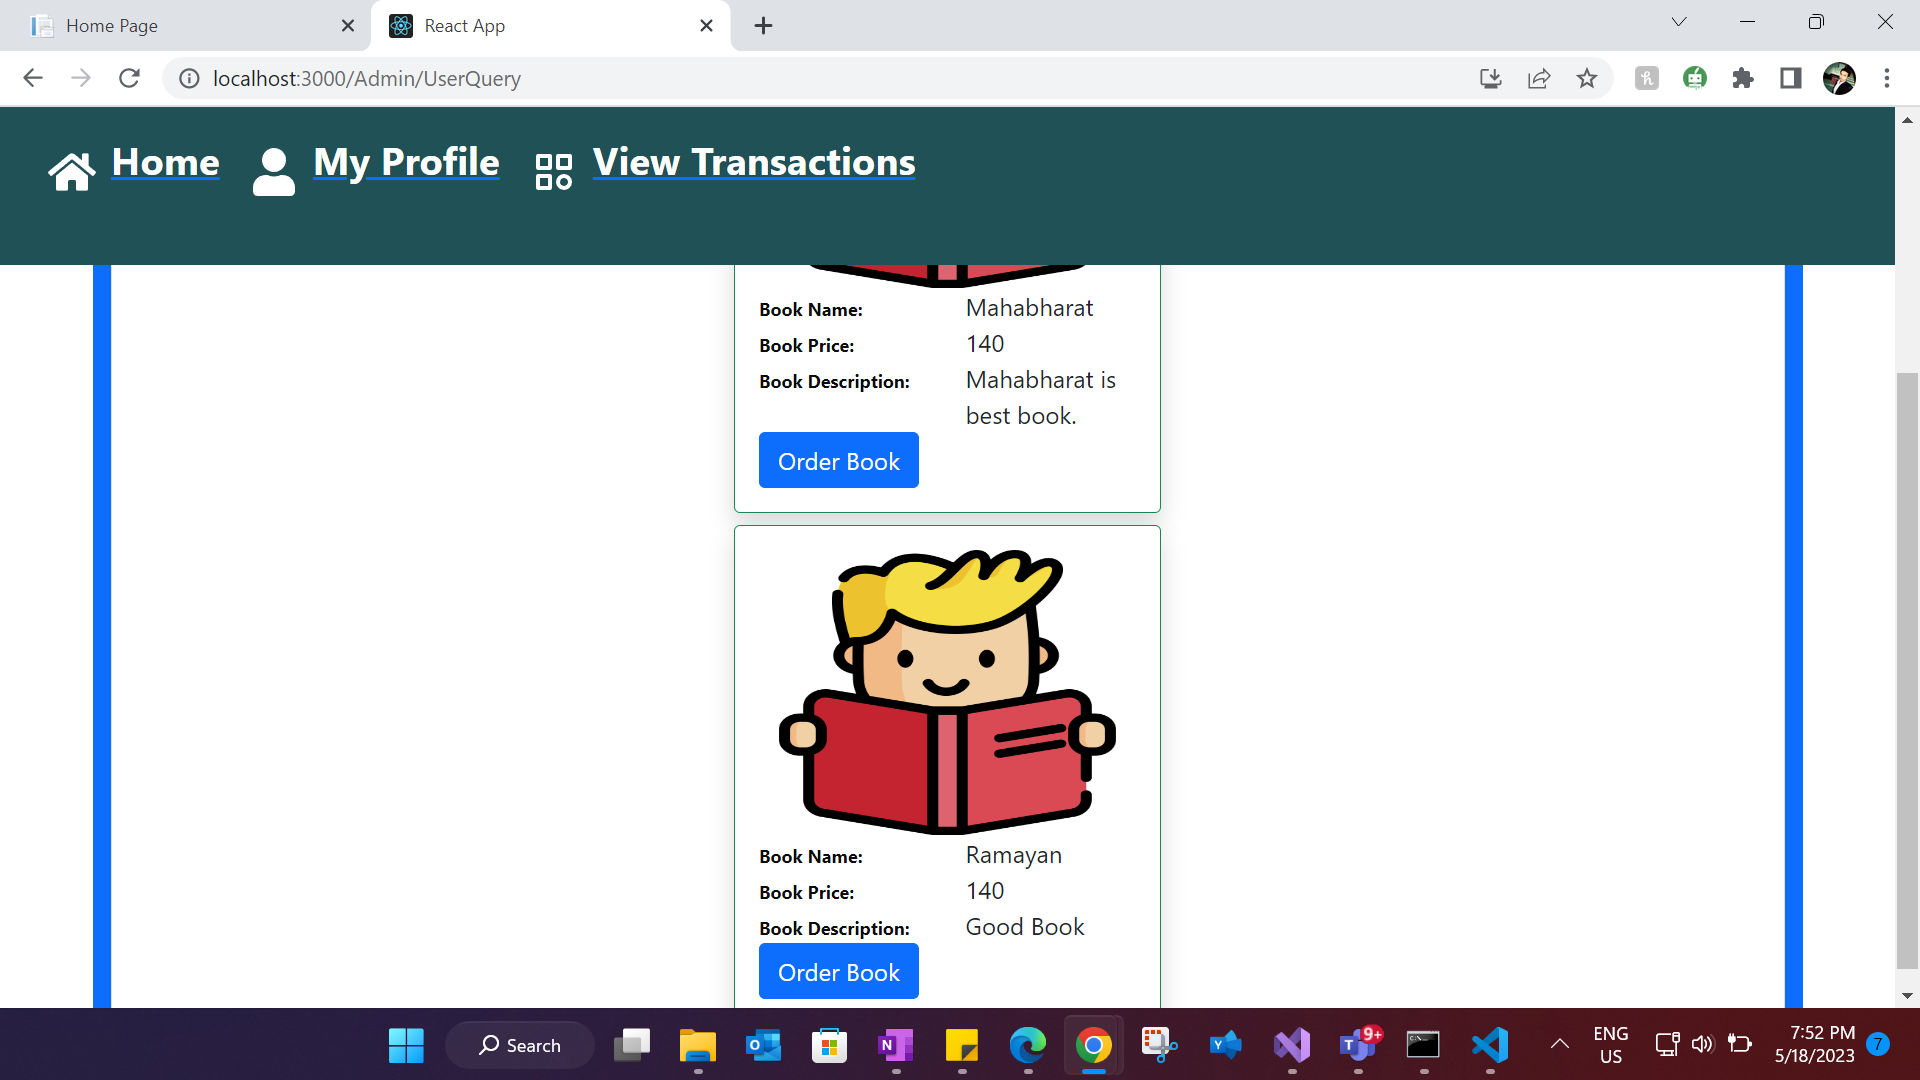 Home Page
React App
localhost:3000/Admin/UserQuery
Home My Profile View Transactions
Book Name: Mahabharat
Book Price: 140
Book Description: Mahabharat is
best book.
Order Book
Book Name: Ramayan
Book Price: 140
Book Description: Good Book
Order Book
Search
9+
ENG
US
7:52 PM
5/18/2023
7